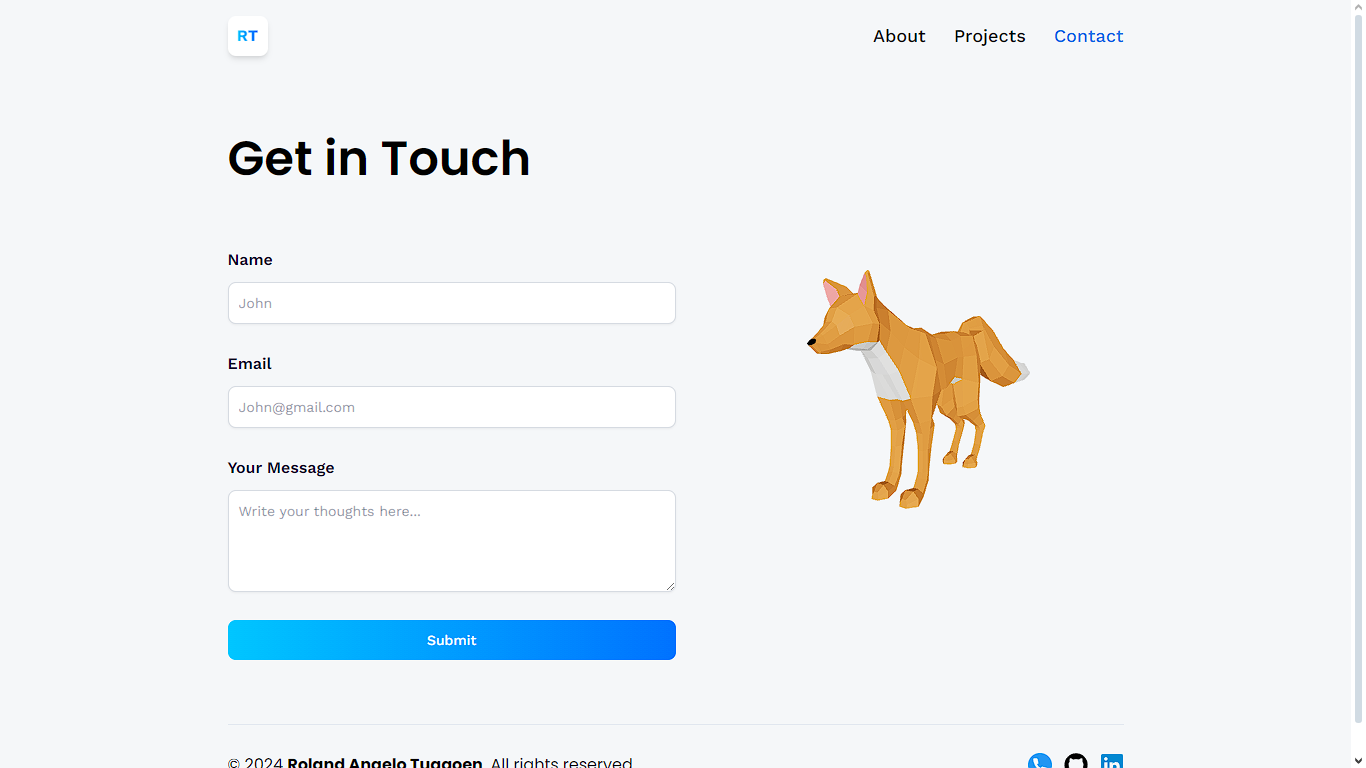 RT
About Projects Contact
Get in Touch
Name
John
Email
John@gmail.com
Your Message
Write your thoughts here...
Submit
© 2024 Roland Angelo Tuggoen. All rights reserved.
in